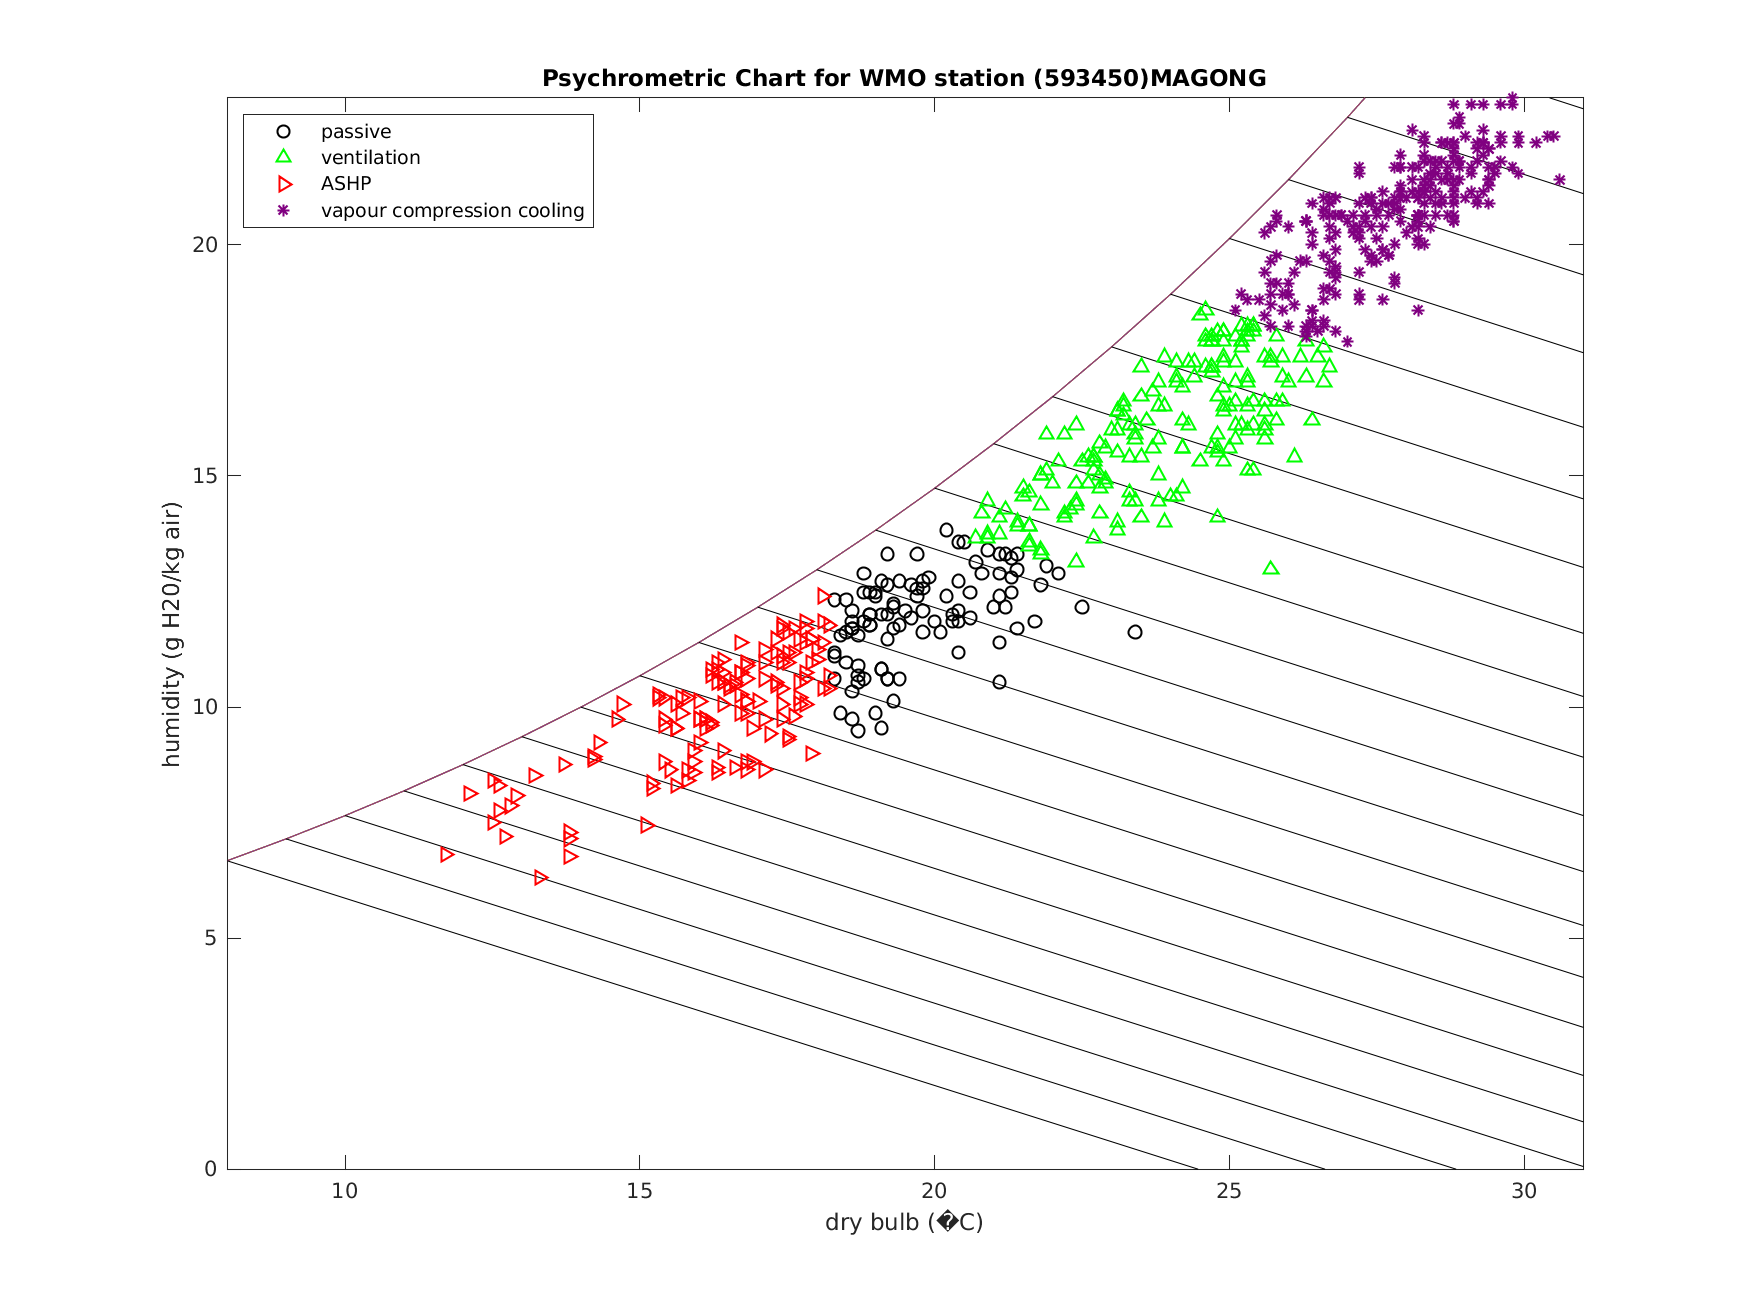 Psychrometric Chart for WMO station (593450)MAGONG
passive
ventilation
ASHP
vapour compression cooling
humidity (g H20/kg air)
20
15
10
5
0
10 15 20 25 30
dry bulb (�C)